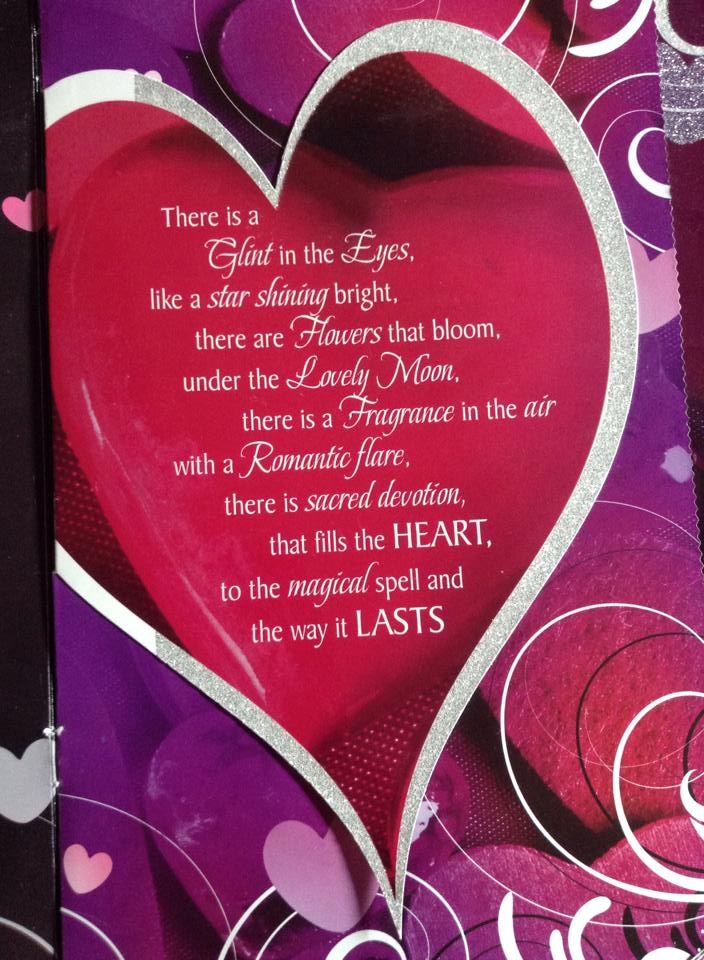 There is a
Glint in the Eyes,
like a star shining bright,
there are Flowers that bloom,
under the Lovely Moon,
there is a Fragrance in the air
with a Romantic flare,
there is sacred devotion,
that fills the HEART,
to the magical spell and
the way it LASTS